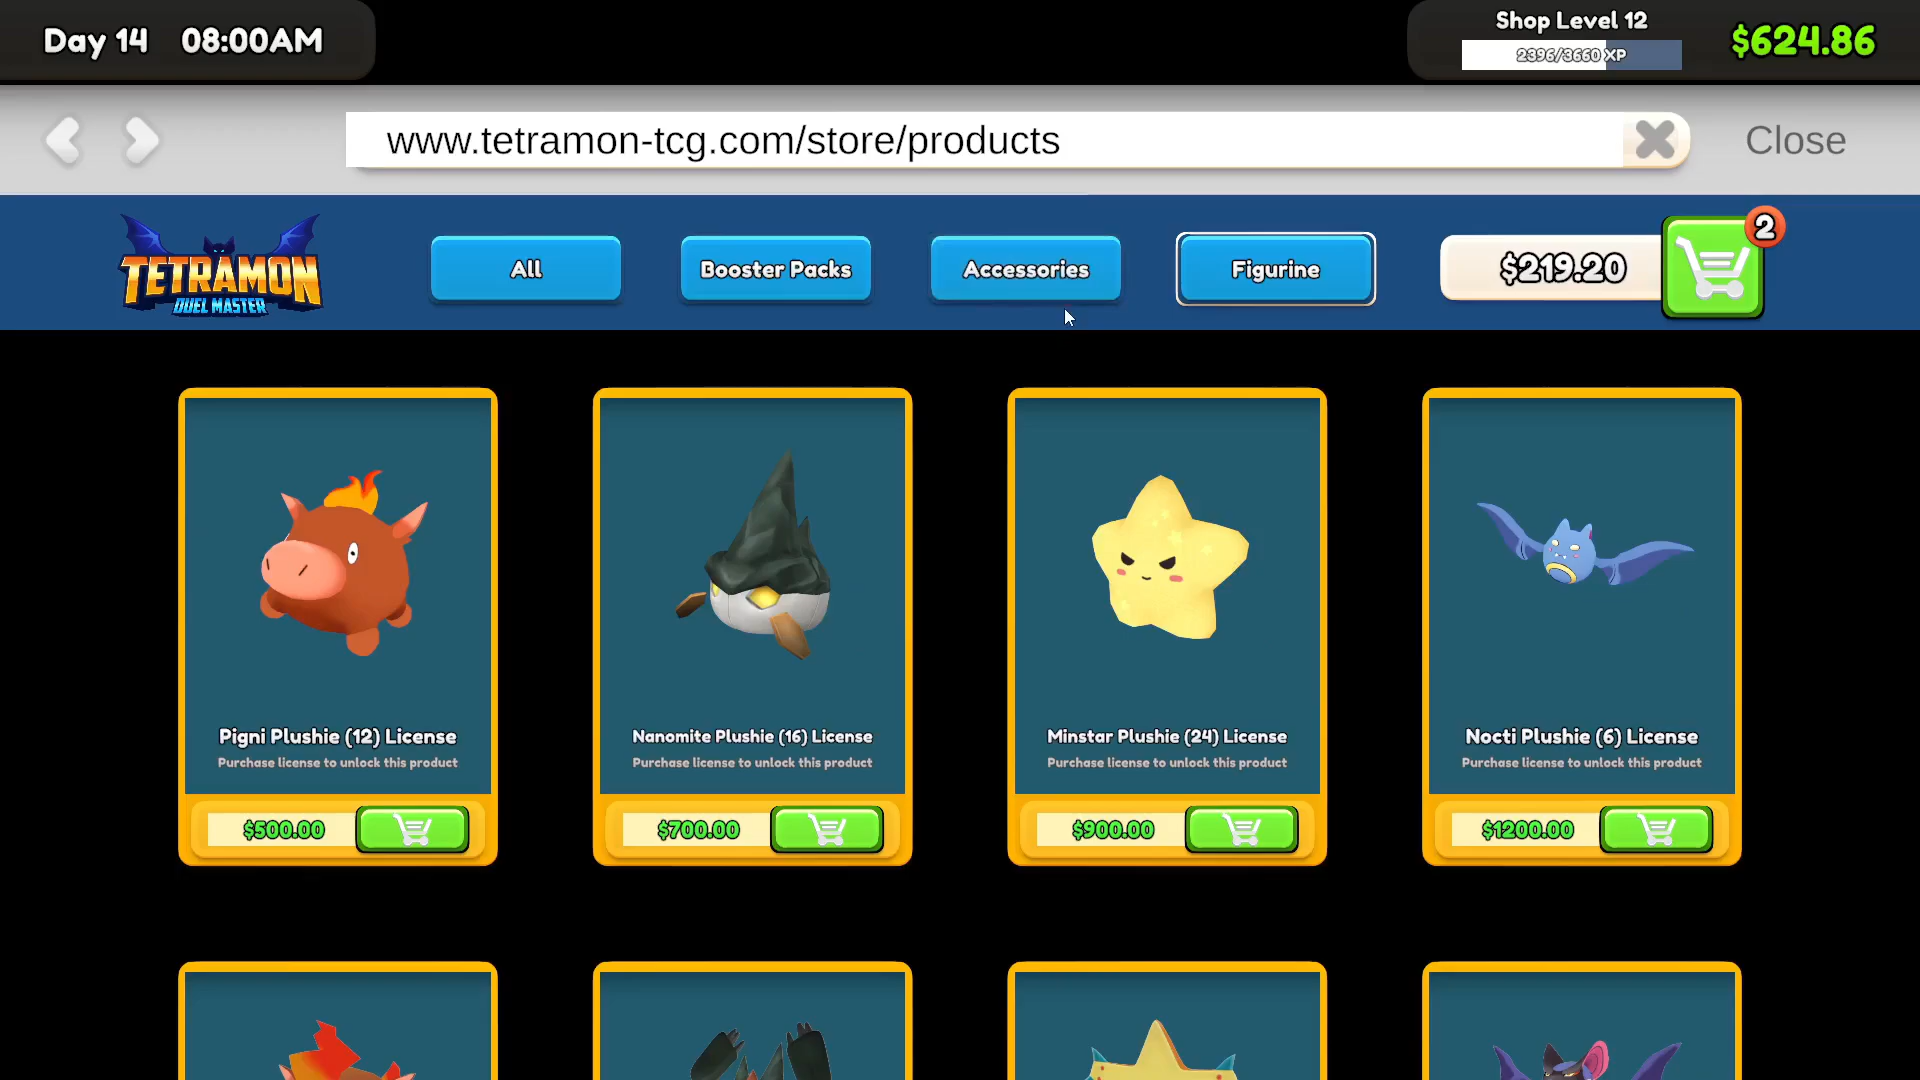 Day 14 08:00AM
Shop Level 12
2396/3660 XP
$624.86
www.tetramon-tcg.com/store/products
Close
TETRAMON
DUEL MASTER
All
Booster Packs
Accessories
Figurine
$219.20
2
Pigni Plushie (12) License
Purchase license to unlock this product
$500.00
Nanomite Plushie (16) License
Purchase license to unlock this product
$700.00
Minstar Plushie (24) License
Purchase license to unlock this product
$900.00
Nocti Plushie (6) License
Purchase license to unlock this product
$1200.00